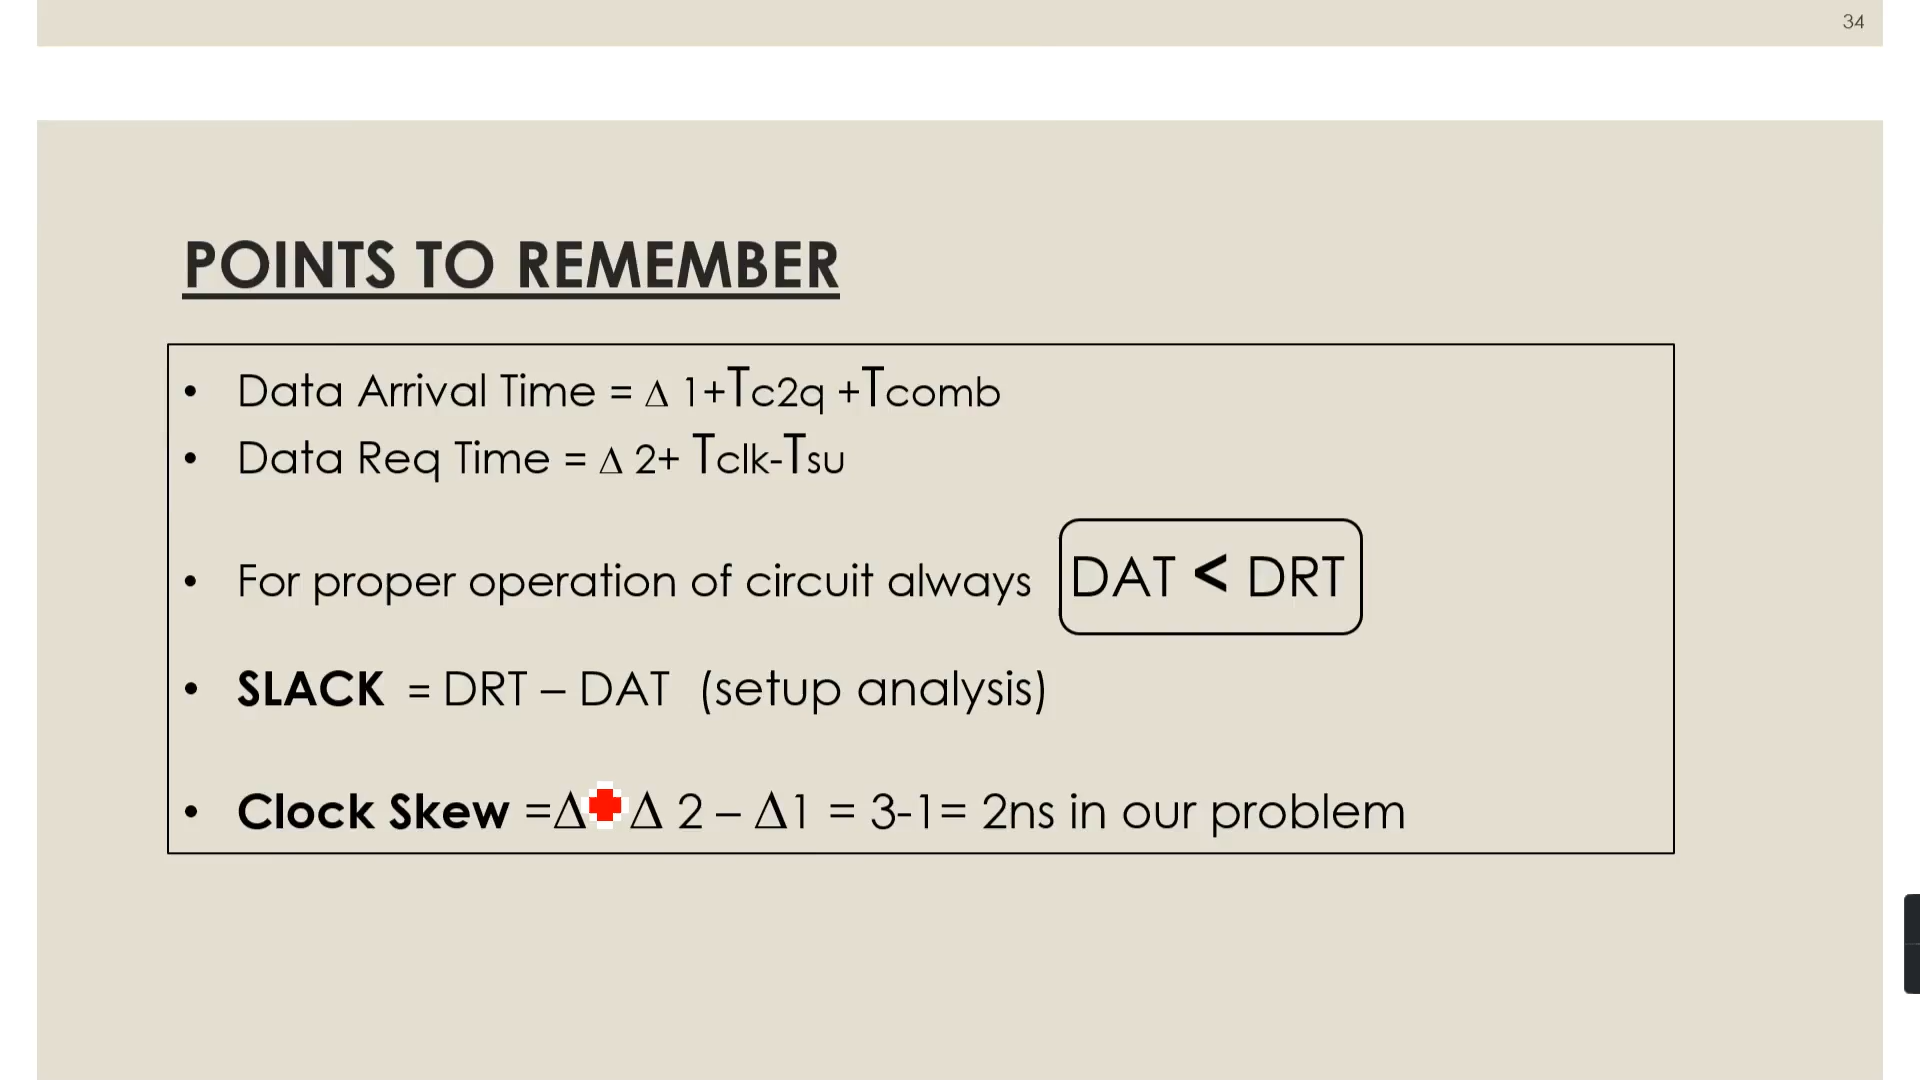 34
POINTS TO REMEMBER
• Data Arrival Time = Δ 1+Tc2q +Tcomb
• Data Req Time = Δ 2+ Tclk-Tsu
• For proper operation of circuit always DAT < DRT
• SLACK = DRT – DAT (setup analysis)
• Clock Skew =Δ Δ 2 – Δ1 = 3-1= 2ns in our problem